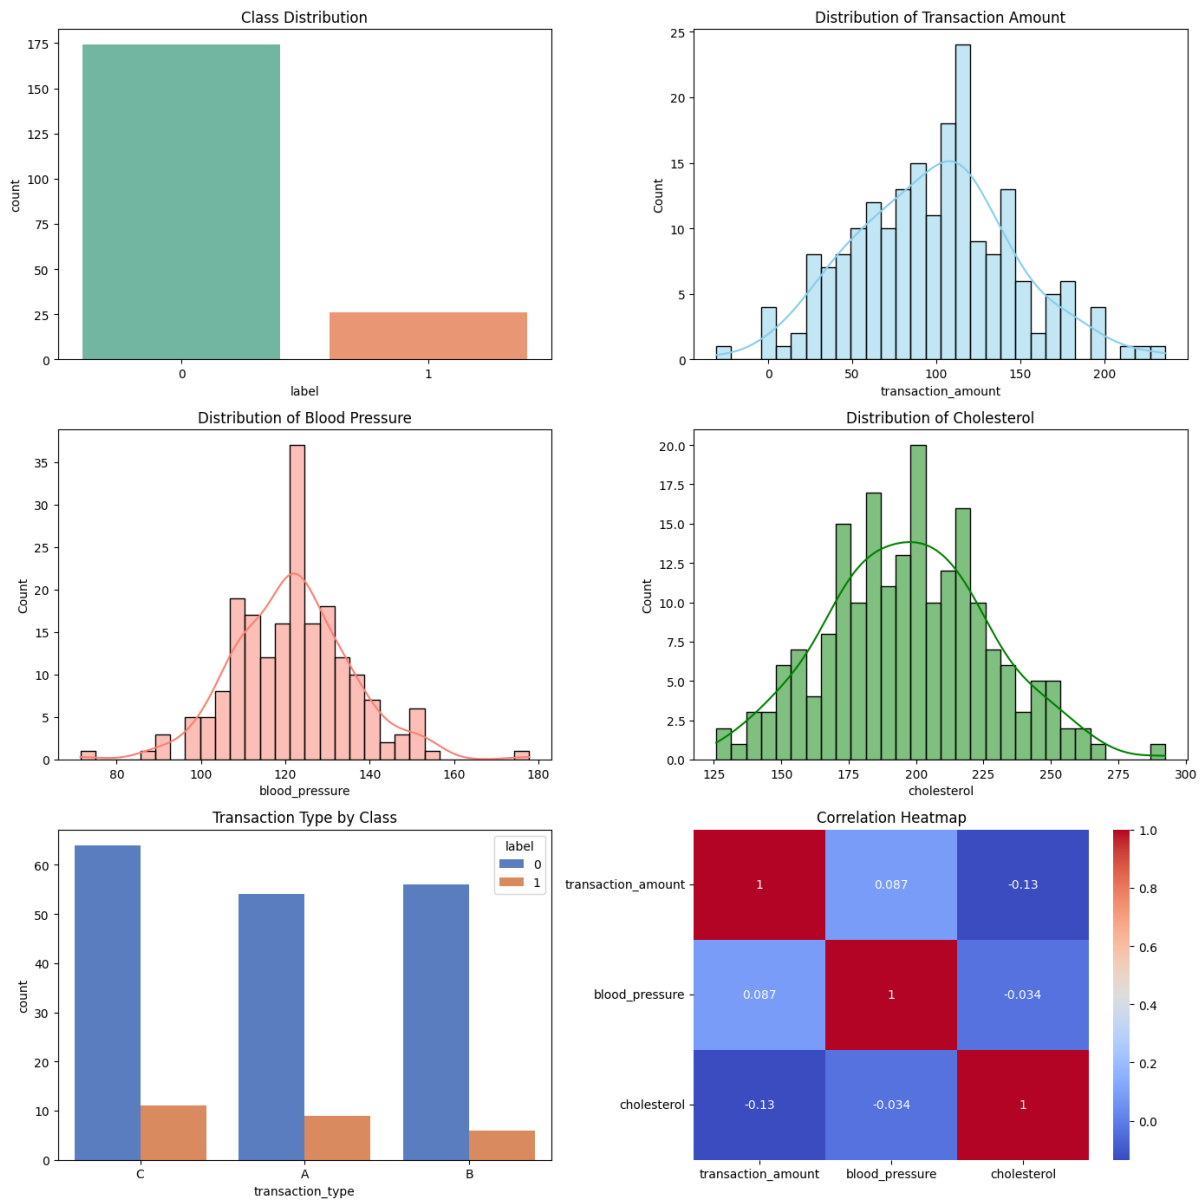 Class Distribution
175
150
125
100
75
50
25
0
count
0 1
label
Distribution of Transaction Amount
25
20
15
10
5
0
Count
0 50 100 150 200
transaction_amount
Distribution of Blood Pressure
35
30
25
20
15
10
5
0
Count
80 100 120 140 160 180
blood_pressure
Distribution of Cholesterol
20.0
17.5
15.0
12.5
10.0
7.5
5.0
2.5
0.0
Count
125 150 175 200 225 250 275 300
cholesterol
Transaction Type by Class
label
0
1
60
50
40
30
20
10
0
count
C A B
transaction_type
Correlation Heatmap
transaction_amount 1 0.087 -0.13
blood_pressure 0.087 1 -0.034
cholesterol -0.13 -0.034 1
transaction_amount blood_pressure cholesterol
1.0
0.8
0.6
0.4
0.2
0.0